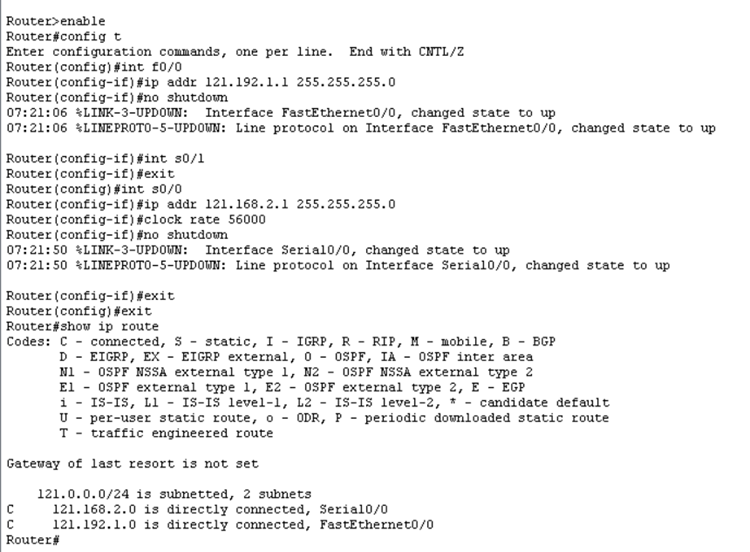 Router>enable
Router#config t
Enter configuration commands, one per line.  End with CNTL/Z
Router(config)#int f0/0
Router(config-if)#ip addr 121.192.1.1 255.255.255.0
Router(config-if)#no shutdown
07:21:06 %LINK-3-UPDOWN:  Interface FastEthernet0/0, changed state to up
07:21:06 %LINEPROTO-5-UPDOWN: Line protocol on Interface FastEthernet0/0, changed state to up
Router(config-if)#int s0/1
Router(config-if)#exit
Router(config)#int s0/0
Router(config-if)#ip addr 121.168.2.1 255.255.255.0
Router(config-if)#clock rate 56000
Router(config-if)#no shutdown
07:21:50 %LINK-3-UPDOWN:  Interface Serial0/0, changed state to up
07:21:50 %LINEPROTO-5-UPDOWN: Line protocol on Interface Serial0/0, changed state to up
Router(config-if)#exit
Router(config)#exit
Router#show ip route
Codes: C - connected, S - static, I - IGRP, R - RIP, M - mobile, B - BGP
       D - EIGRP, EX - EIGRP external, O - OSPF, IA - OSPF inter area
       N1 - OSPF NSSA external type 1, N2 - OSPF NSSA external type 2
       E1 - OSPF external type 1, E2 - OSPF external type 2, E - EGP
       i - IS-IS, L1 - IS-IS level-1, L2 - IS-IS level-2, * - candidate default
       U - per-user static route, o - ODR, P - periodic downloaded static route
       T - traffic engineered route
Gateway of last resort is not set
    121.0.0.0/24 is subnetted, 2 subnets
C      121.168.2.0 is directly connected, Serial0/0
C      121.192.1.0 is directly connected, FastEthernet0/0
Router#